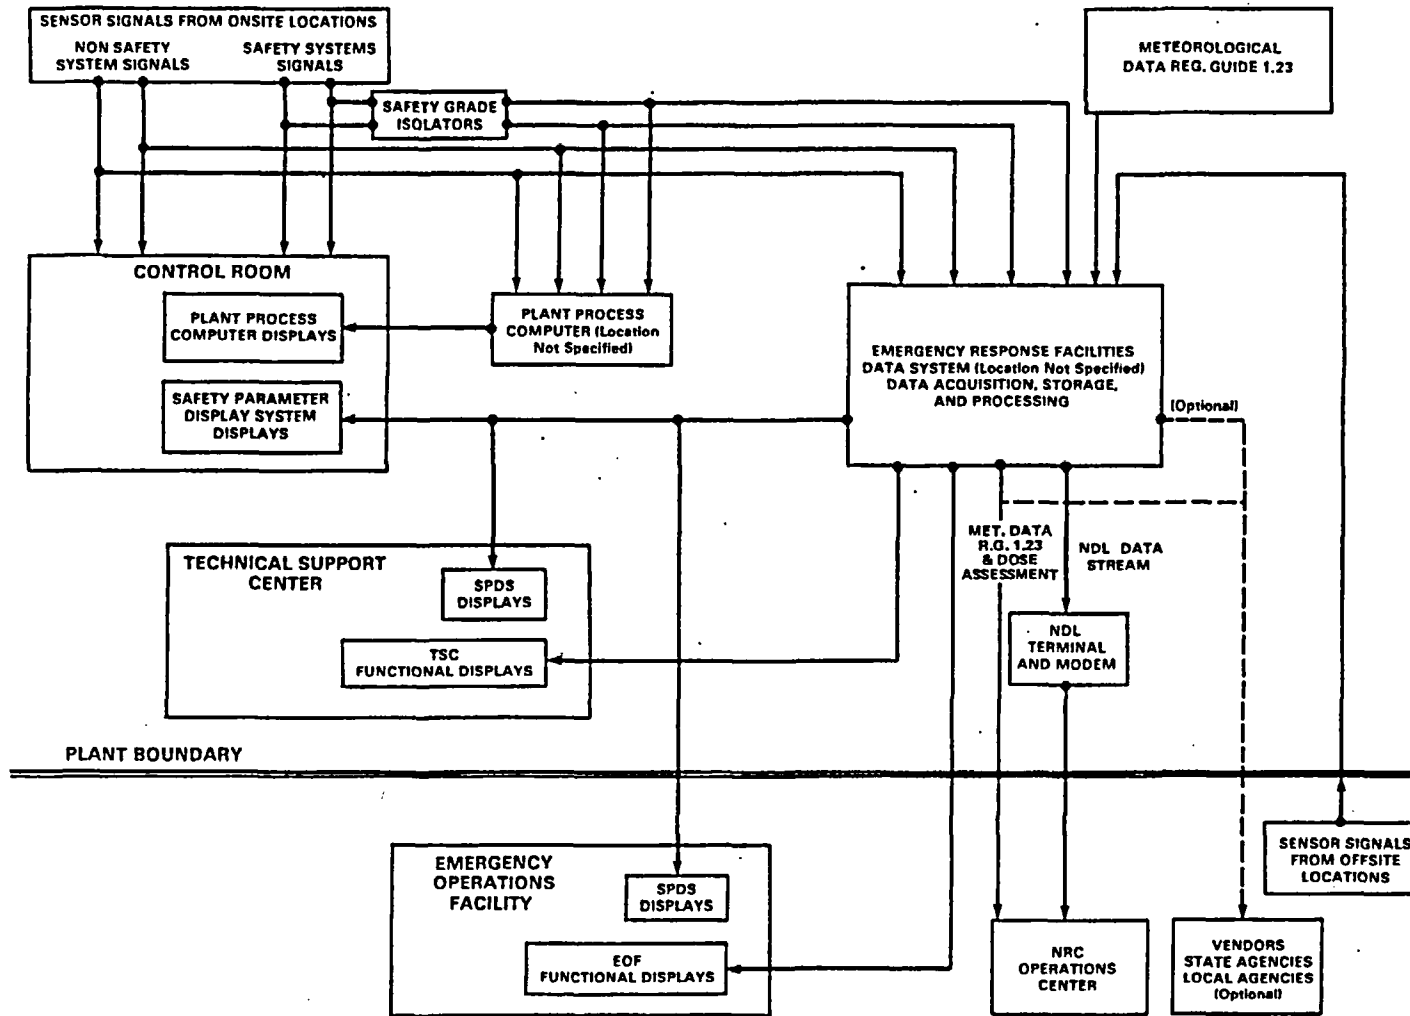 SENSOR SIGNALS FROM ONSITE LOCATIONS
NON SAFETY
SYSTEM SIGNALS
SAFETY SYSTEMS
SIGNALS
METEOROLOGICAL
DATA REG. GUIDE 1.23
SAFETY GRADE
ISOLATORS
CONTROL ROOM
PLANT PROCESS
COMPUTER DISPLAYS
PLANT PROCESS
COMPUTER (Location
Not Specified)
EMERGENCY RESPONSE FACILITIES
DATA SYSTEM (Location Not Specified)
DATA ACQUISITION, STORAGE,
AND PROCESSING
SAFETY PARAMETER
DISPLAY SYSTEM
DISPLAYS
(Optional)
MET. DATA
R.G. 1.23
& DOSE
ASSESSMENT
NDL DATA
STREAM
TECHNICAL SUPPORT
CENTER
SPDS
DISPLAYS
TSC
FUNCTIONAL DISPLAYS
NDL
TERMINAL
AND MODEM
PLANT BOUNDARY
SENSOR SIGNALS
FROM OFFSITE
LOCATIONS
EMERGENCY
OPERATIONS
FACILITY
SPDS
DISPLAYS
EOF
FUNCTIONAL DISPLAYS
NRC
OPERATIONS
CENTER
VENDORS
STATE AGENCIES
LOCAL AGENCIES
(Optional)